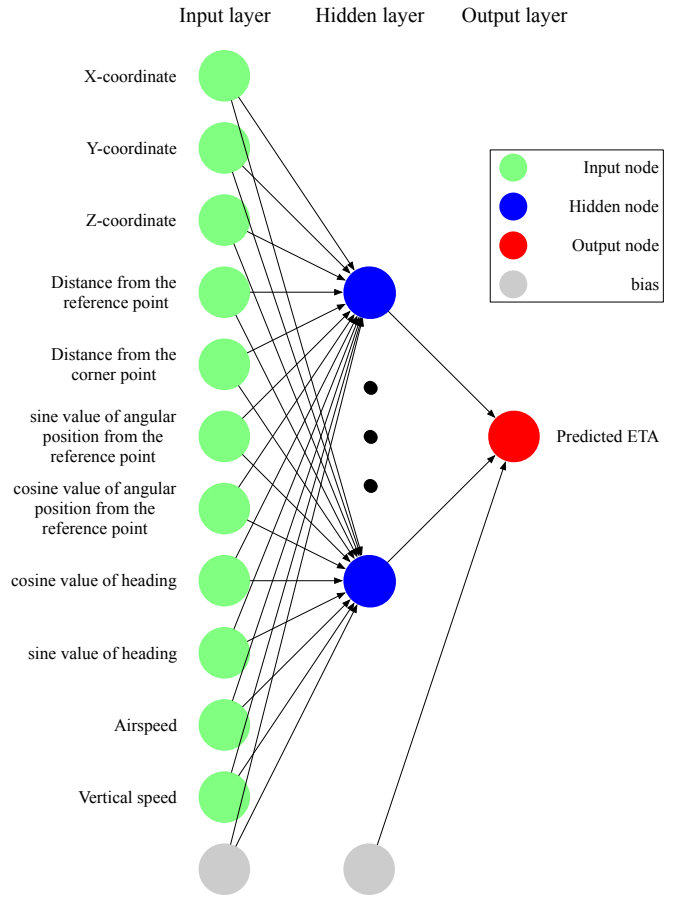 Input layer
Hidden layer
Output layer
X-coordinate
Y-coordinate
Z-coordinate
Distance from the
reference point
Distance from the
corner point
sine value of angular
position from the
reference point
cosine value of angular
position from the
reference point
cosine value of heading
sine value of heading
Airspeed
Vertical speed
Input node
Hidden node
Output node
bias
Predicted ETA